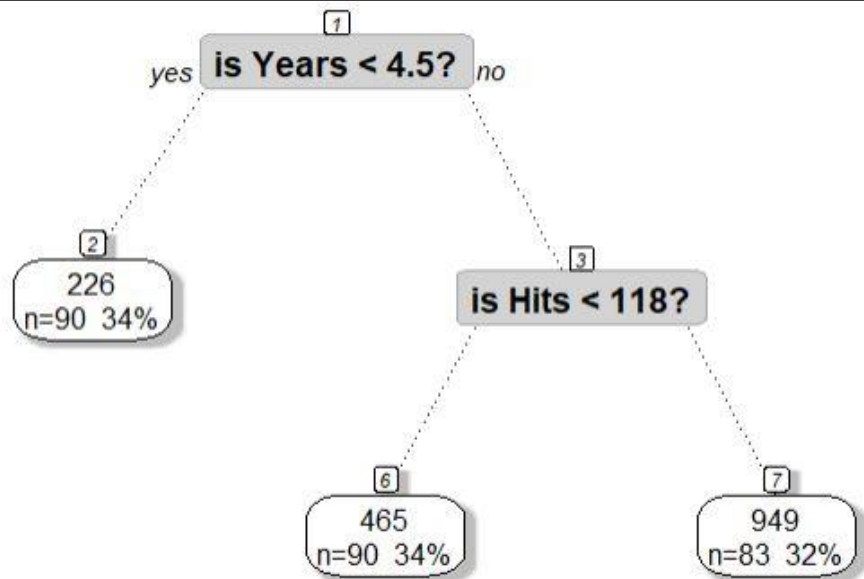 1
yes is Years < 4.5? no
2
226
n=90 34%
3
is Hits < 118?
6
465
n=90 34%
7
949
n=83 32%